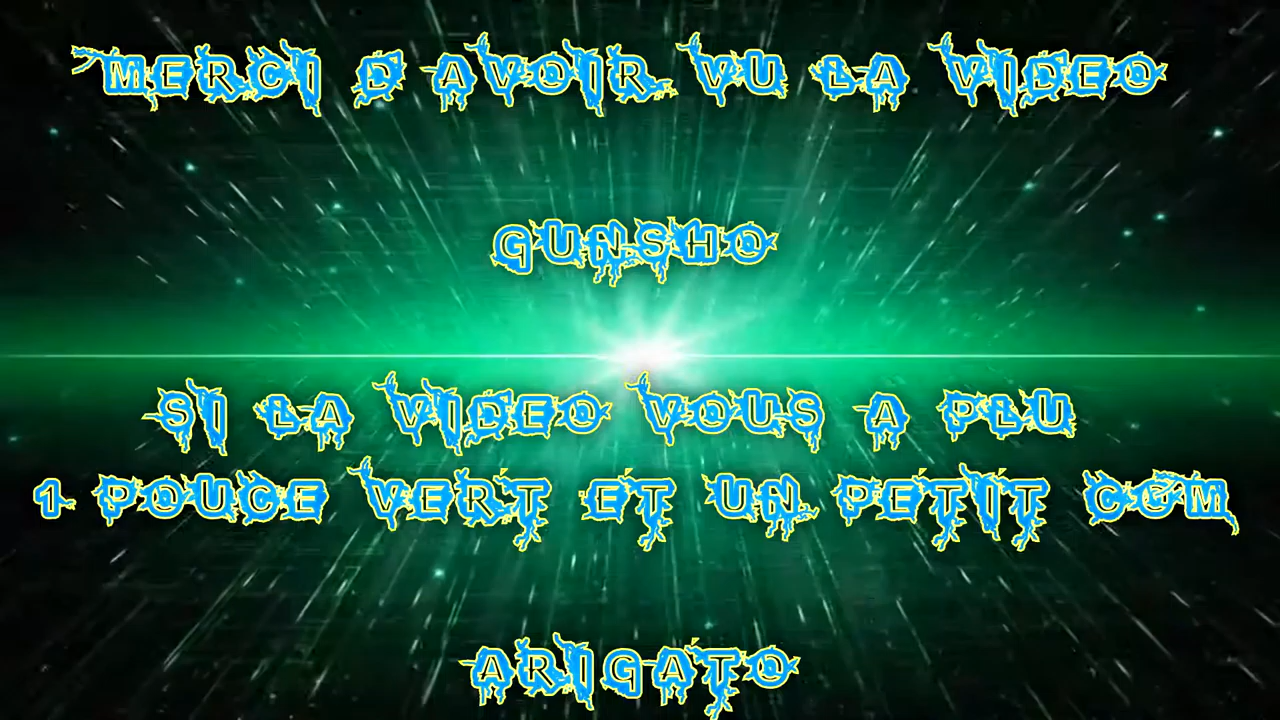 MERCI D AVOIR VU LA VIDEO
GUNSHO
SI LA VIDEO VOUS A PLU
1 POUCE VERT ET UN PETIT COM
ARIGATO